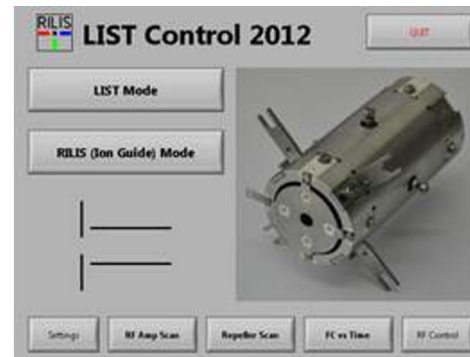 RILIS
LIST Control 2012
QUIT
LIST Mode
RILIS (Ion Guide) Mode
Settings
RF Amp Scan
Repeller Scan
FC vs Time
RF Control